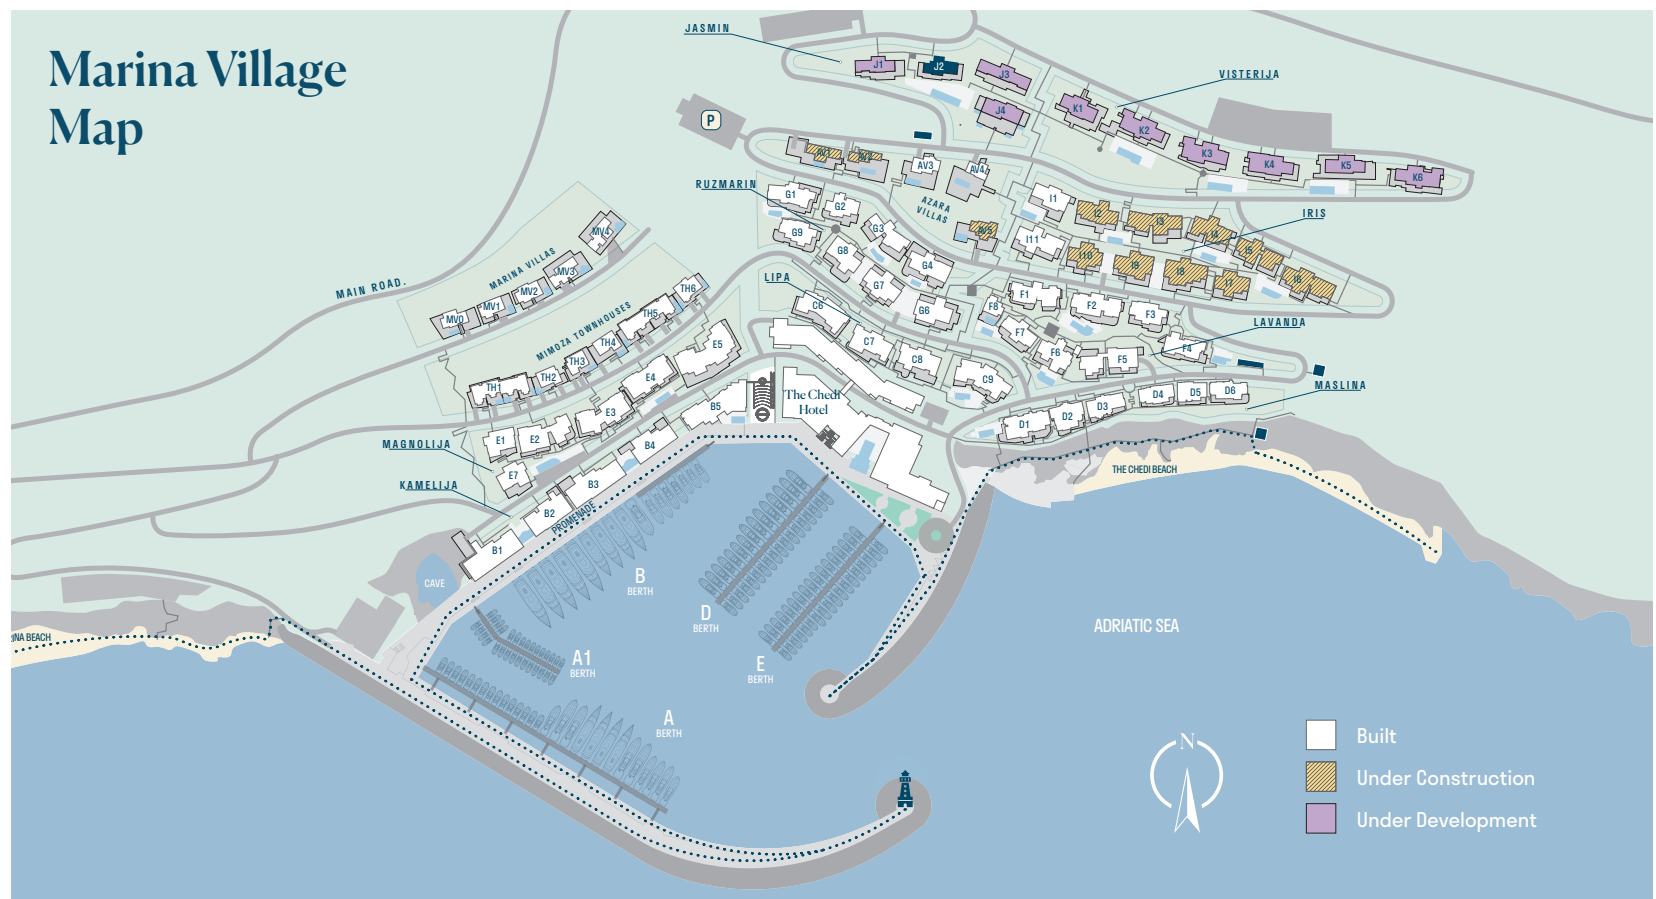 Marina Village
Map
JASMIN
J1
J2
J3
J4
VISTERIJA
K1
K2
K3
K4
K5
K6
P
AV3
AV4
AZARA
VILLAS
AV5
RUZMARIN
G1
G2
G3
G4
G9
G8
G7
G6
I1
I2
I3
I4
I5
I6
I7
I8
I10
I11
IRIS
MARINA VILLAS
MV0
MV1
MV2
MV3
MV4
MAIN ROAD.
MIMOZA TOWNHOUSES
TH1
TH2
TH3
TH4
TH5
TH6
LIPA
C6
C7
C8
C9
F1
F2
F3
F4
F5
F6
F7
F8
LAVANDA
MASLINA
D1
D2
D3
D4
D5
D6
The Chedi
Hotel
E1
E2
E3
E4
E5
E7
MAGNOLIJA
KAMELIJA
B1
B2
B3
B4
B5
PROMENADE
CAVE
THE CHEDI BEACH
NA BEACH
B
BERTH
D
BERTH
E
BERTH
A1
BERTH
A
BERTH
ADRIATIC SEA
N
Built
Under Construction
Under Development